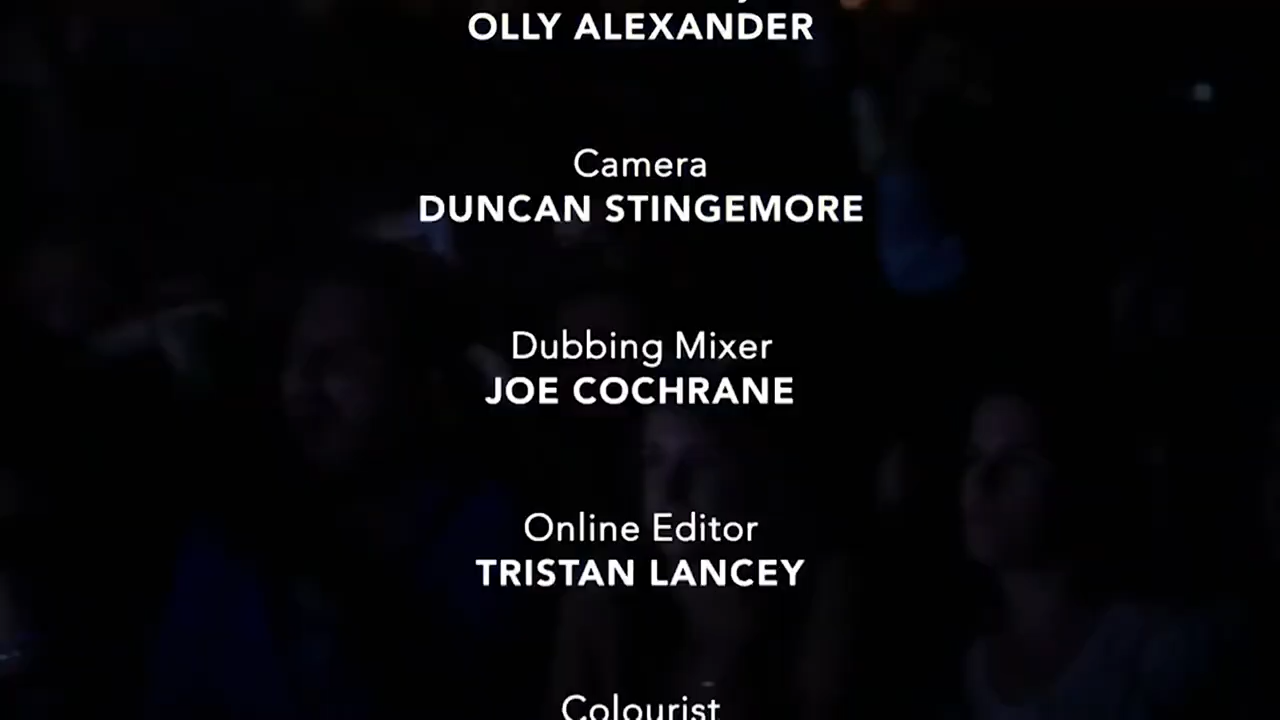 OLLY ALEXANDER
Camera
DUNCAN STINGEMORE
Dubbing Mixer
JOE COCHRANE
Online Editor
TRISTAN LANCEY
Colourist